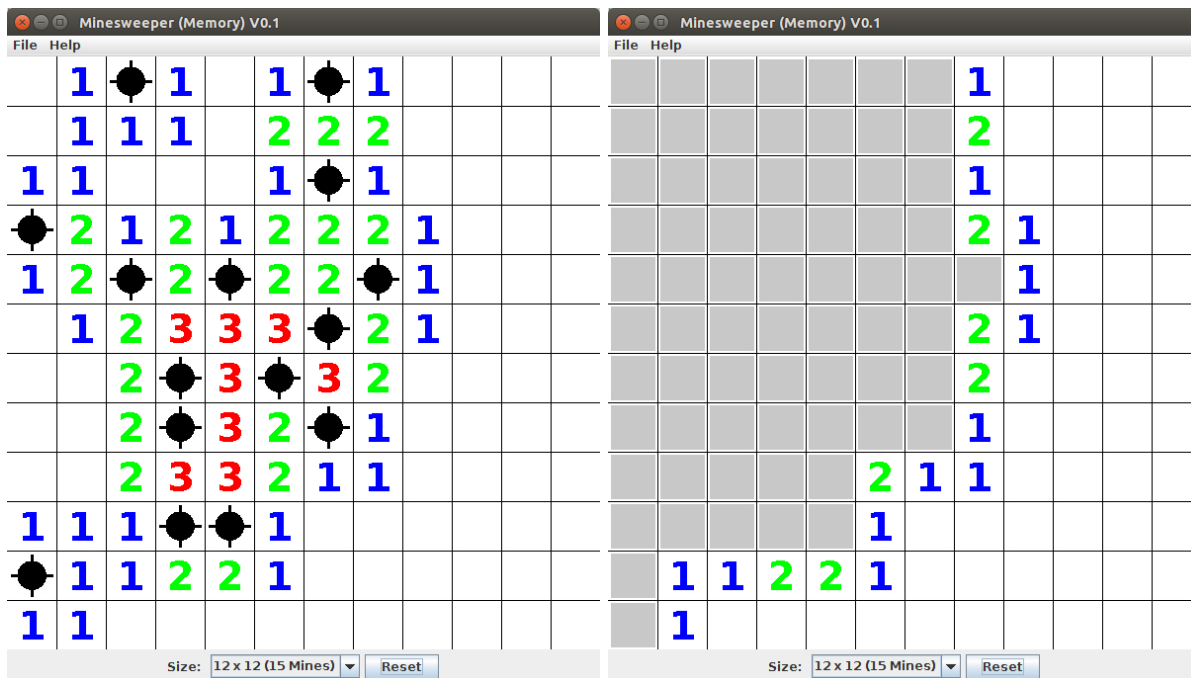 Minesweeper (Memory) V0.1
File Help
1 1 1 1
1 1 1 2 2 2
1 1 1 1
2 1 2 1 2 2 2 1
1 2 2 2 2 1
1 2 3 3 3 2 1
2 3 3 2
2 3 2 1
2 3 3 2 1 1
1 1 1 1
1 1 2 2 1
1 1
Size: 12 x 12 (15 Mines) Reset
Minesweeper (Memory) V0.1
File Help
1
2
1
2 1
1
2 1
2
1
2 1 1
1
1 1 2 2 1
1
Size: 12 x 12 (15 Mines) Reset